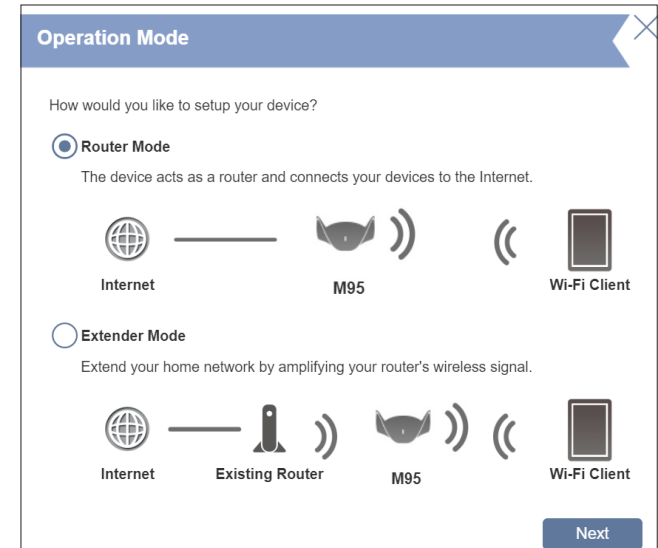 Operation Mode
How would you like to setup your device?
Router Mode
The device acts as a router and connects your devices to the Internet.
Internet
M95
Wi-Fi Client
Extender Mode
Extend your home network by amplifying your router's wireless signal.
Internet
Existing Router
M95
Wi-Fi Client
Next